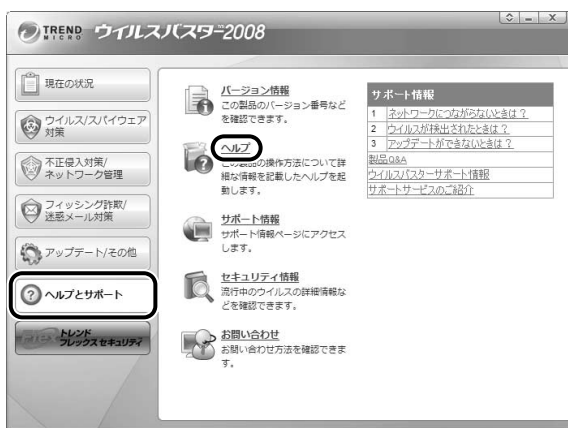 TREND MICRO ウイルスバスター™2008
現在の状況
ウイルス/スパイウェア
対策
不正侵入対策/
ネットワーク管理
フィッシング詐欺/
迷惑メール対策
アップデート/その他
ヘルプとサポート
トレンド
フレックス セキュリティ
バージョン情報
この製品のバージョン番号など
を確認できます。
ヘルプ
この製品の操作方法について詳
細な情報を記載したヘルプを起
動します。
サポート情報
サポート情報ページにアクセス
します。
セキュリティ情報
流行中のウイルスの詳細情報な
どを確認できます。
お問い合わせ
お問い合わせ方法を確認できま
す。
サポート情報
1 ネットワークにつながらないときは?
2 ウイルスが検出されたときは?
3 アップデートができないときは?
製品Q&A
ウイルスバスターサポート情報
サポートサービスのご紹介